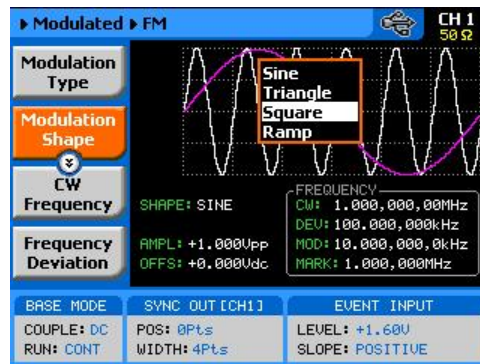 ▶ Modulated ▶ FM
CH 1
50 Ω
Modulation
Type
Modulation
Shape
CW
Frequency
Frequency
Deviation
Sine
Triangle
Square
Ramp
SHAPE: SINE
AMPL: +1.000Vpp
OFFS: +0.000Vdc
FREQUENCY
CW: 1.000,000,00MHz
DEV: 100.000,000kHz
MOD: 10.000,000,0kHz
MARK: 1.000,000MHz
BASE MODE
COUPLE: DC
RUN: CONT
SYNC OUT [CH1]
POS: 0Pts
WIDTH: 4Pts
EVENT INPUT
LEVEL: +1.60V
SLOPE: POSITIVE